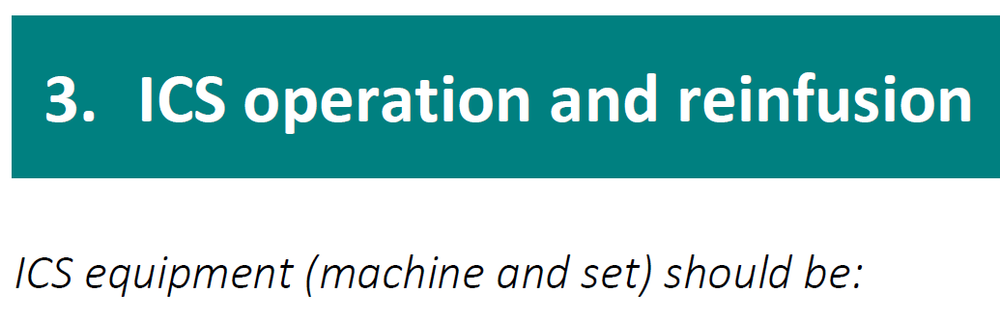 3. ICS operation and reinfusion
ICS equipment (machine and set) should be: